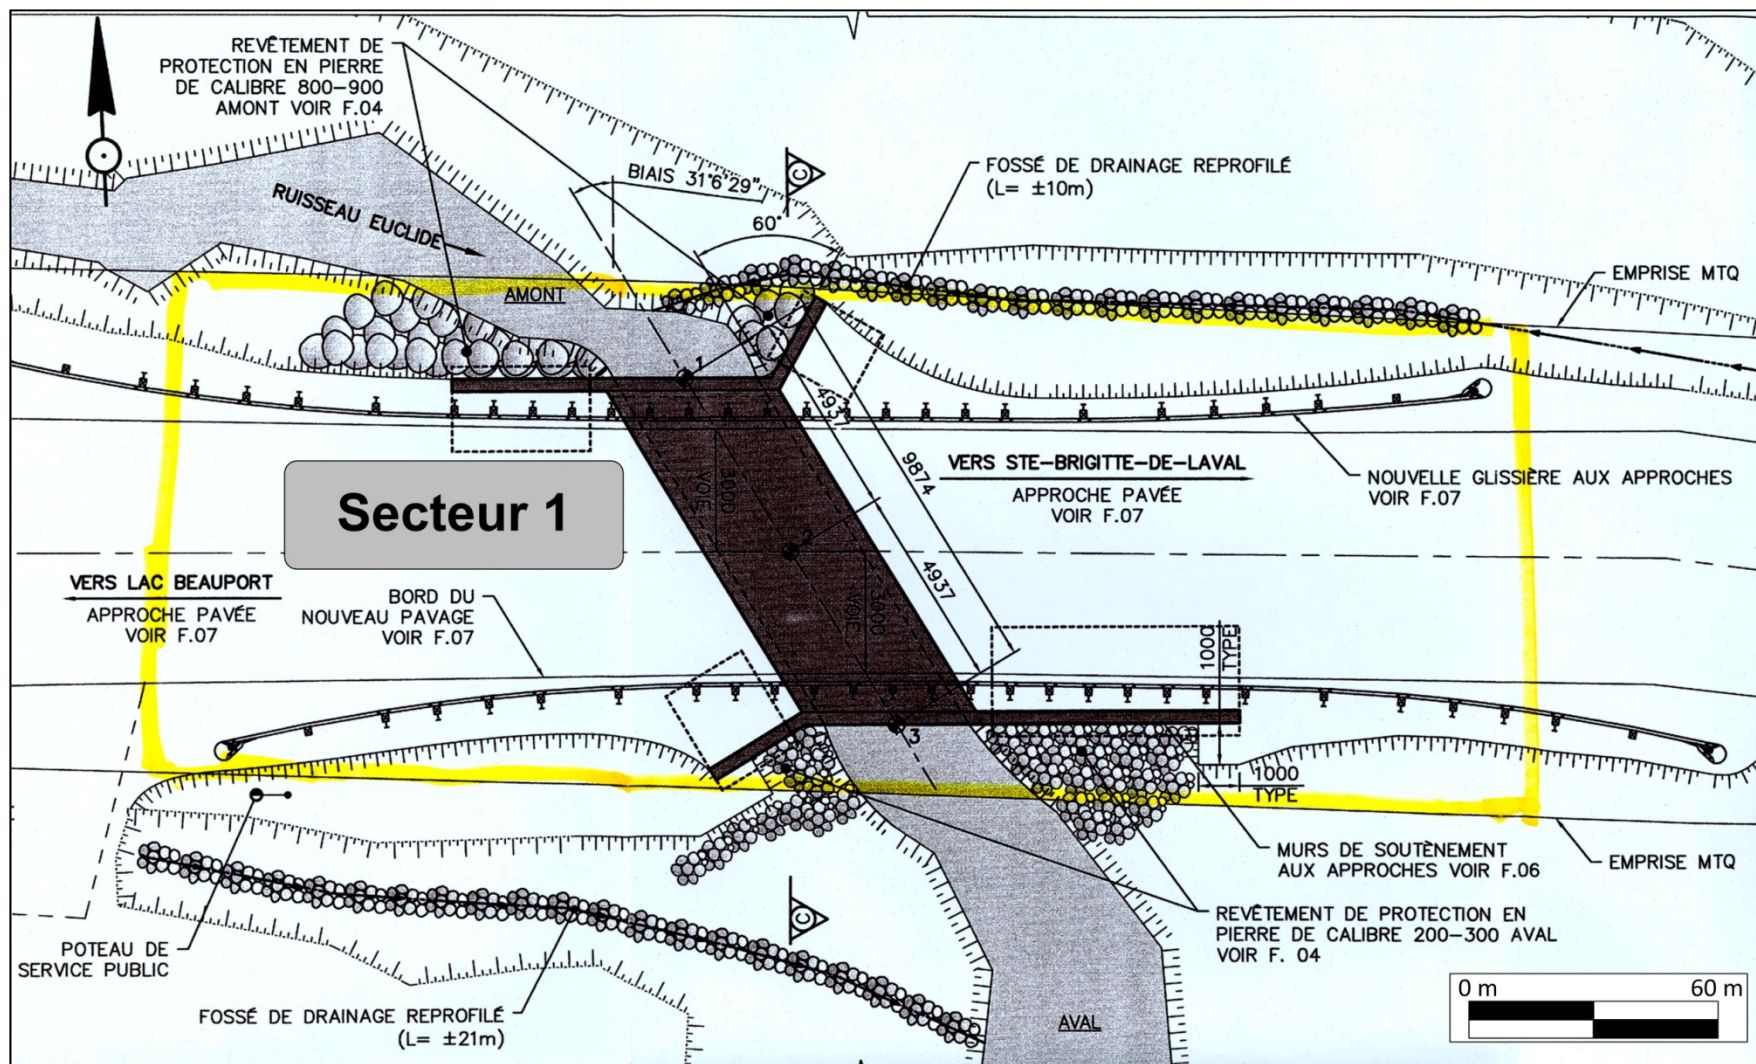 REVÊTEMENT DE
PROTECTION EN PIERRE
DE CALIBRE 800-900
AMONT VOIR F.04
BIAIS 31°6'29"
C
FOSSÉ DE DRAINAGE REPROFILÉ
(L= ±10m)
60°
RUISSEAU EUCLIDE
EMPRISE MTQ
AMONT
1
4937
9874
3000
VOIE
VERS STE-BRIGITTE-DE-LAVAL
APPROCHE PAVÉE
VOIR F.07
NOUVELLE GLISSIÈRE AUX APPROCHES
VOIR F.07
Secteur 1
2
4937
3000
VOIE
VERS LAC BEAUPORT
APPROCHE PAVÉE
VOIR F.07
BORD DU
NOUVEAU PAVAGE
VOIR F.07
1000
TYPE
3
1000
TYPE
MURS DE SOUTÈNEMENT
AUX APPROCHES VOIR F.06
EMPRISE MTQ
C
REVÊTEMENT DE PROTECTION EN
PIERRE DE CALIBRE 200-300 AVAL
VOIR F. 04
POTEAU DE
SERVICE PUBLIC
FOSSÉ DE DRAINAGE REPROFILÉ
(L= ±21m)
AVAL
0 m 60 m